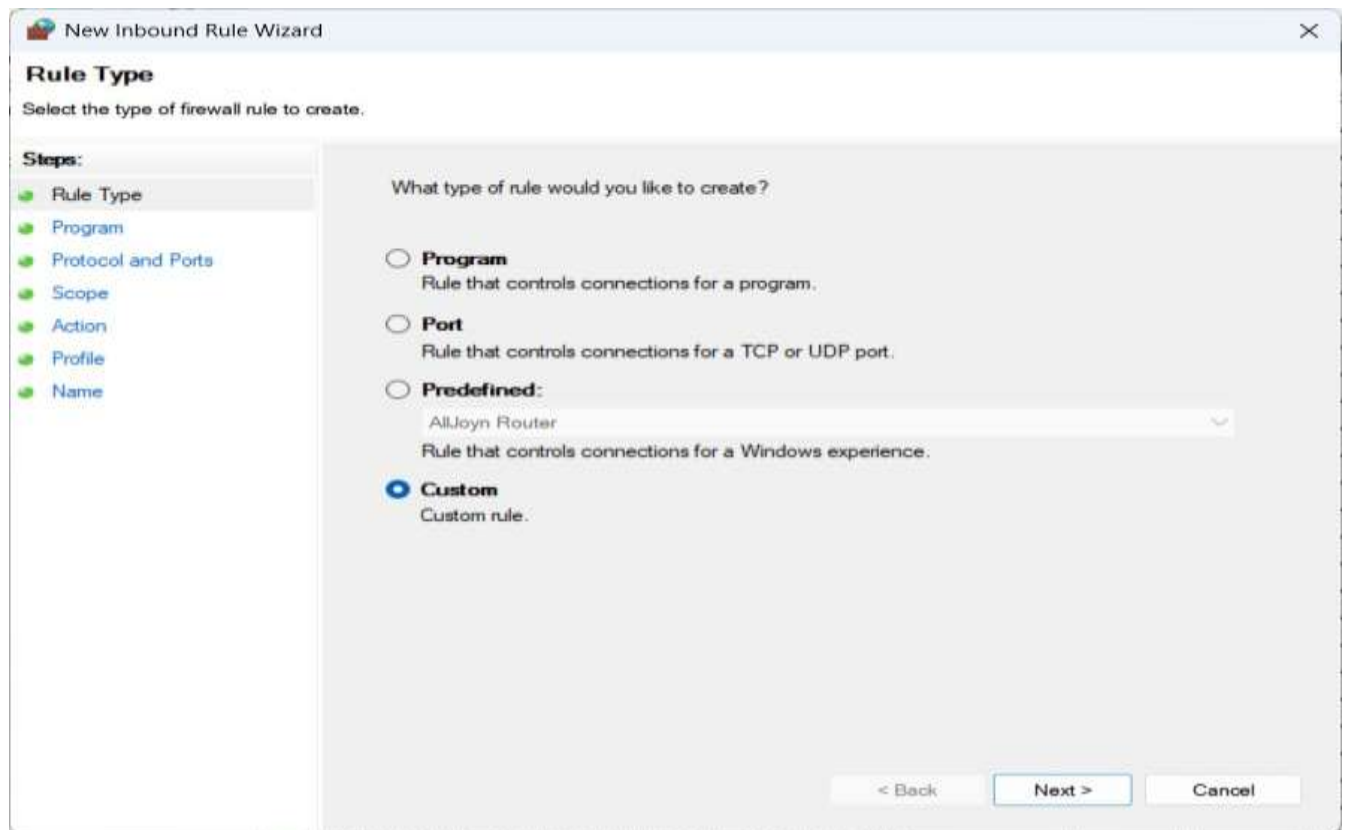 New Inbound Rule Wizard
Rule Type
Select the type of firewall rule to create.
Steps:
Rule Type
Program
Protocol and Ports
Scope
Action
Profile
Name
What type of rule would you like to create?
Program
Rule that controls connections for a program.
Port
Rule that controls connections for a TCP or UDP port.
Predefined:
AllJoyn Router
Rule that controls connections for a Windows experience.
Custom
Custom rule.
< Back
Next >
Cancel